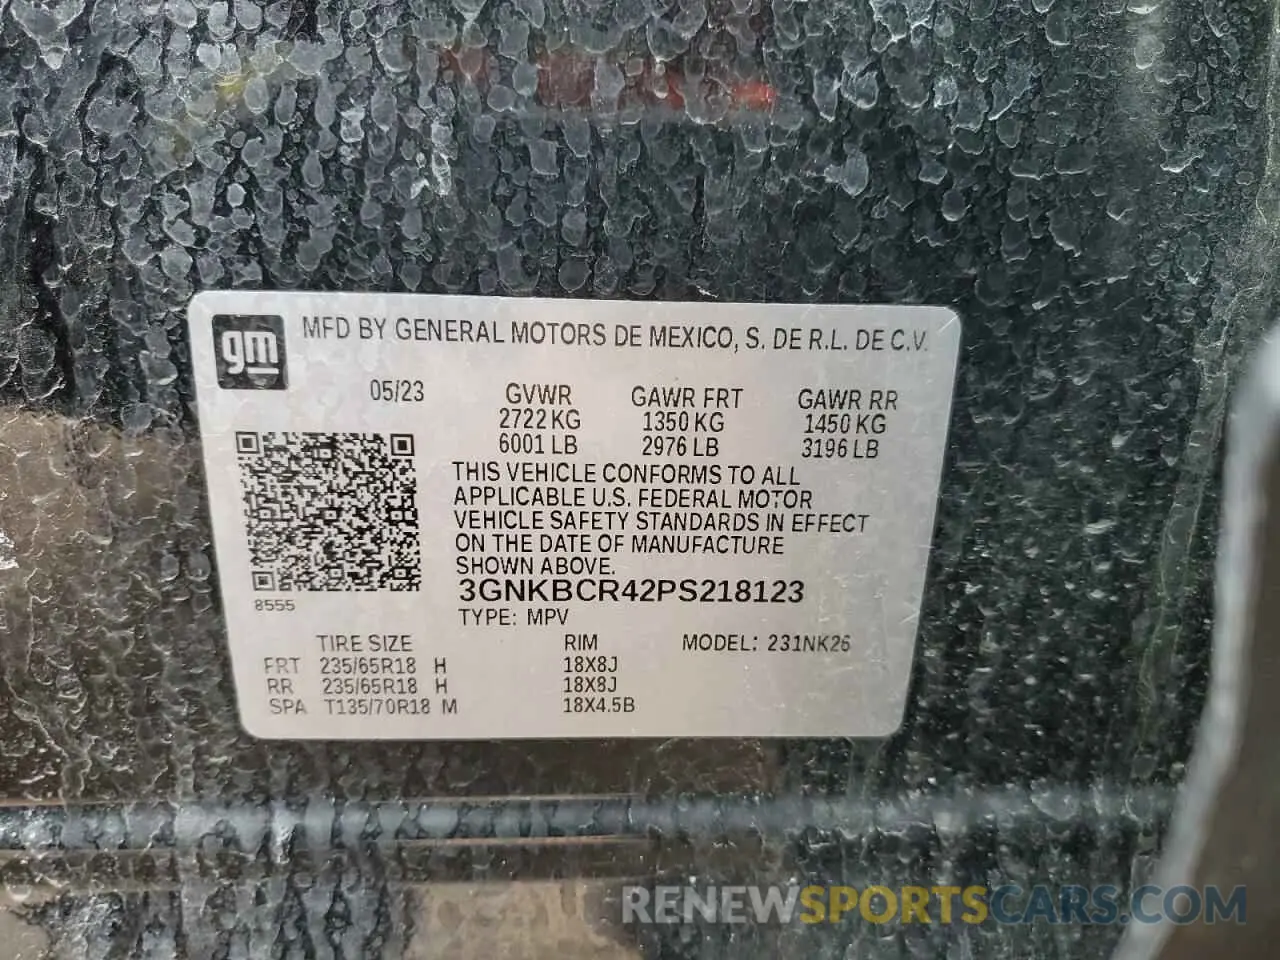 gm
MFD BY GENERAL MOTORS DE MEXICO, S. DE R.L. DE C.V.
05/23 GVWR GAWR FRT GAWR RR
2722 KG 1350 KG 1450 KG
6001 LB 2976 LB 3196 LB
THIS VEHICLE CONFORMS TO ALL
APPLICABLE U.S. FEDERAL MOTOR
VEHICLE SAFETY STANDARDS IN EFFECT
ON THE DATE OF MANUFACTURE
SHOWN ABOVE.
3GNKBCR42PS218123
8555
TYPE: MPV
TIRE SIZE RIM MODEL: 231NK26
FRT 235/65R18 H 18X8J
RR 235/65R18 H 18X8J
SPA T135/70R18 M 18X4.5B
RENEWSPORTSCARS.COM